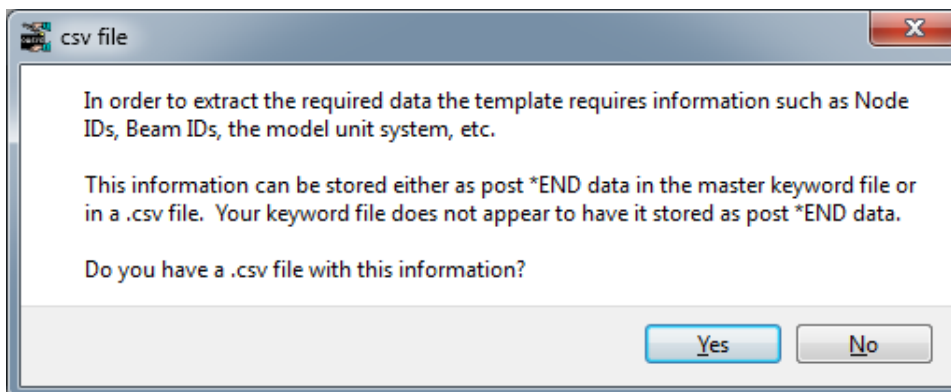 csv file
In order to extract the required data the template requires information such as Node
IDs, Beam IDs, the model unit system, etc.
This information can be stored either as post *END data in the master keyword file or
in a .csv file.  Your keyword file does not appear to have it stored as post *END data.
Do you have a .csv file with this information?
Yes
No